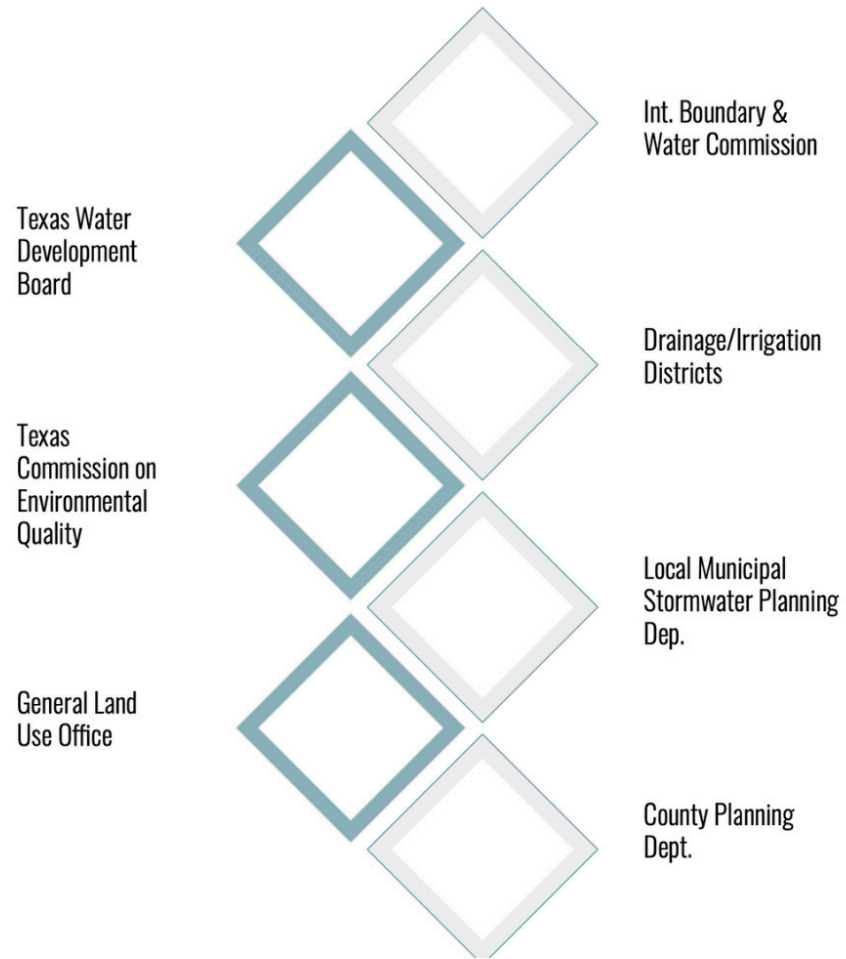 Int. Boundary &
Water Commission
Texas Water
Development
Board
Drainage/Irrigation
Districts
Texas
Commission on
Environmental
Quality
Local Municipal
Stormwater Planning
Dep.
General Land
Use Office
County Planning
Dept.